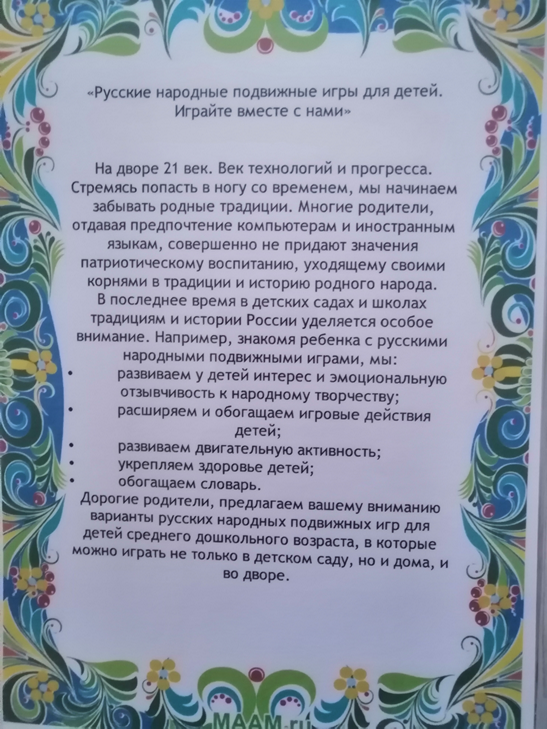 «Русские народные подвижные игры для детей.
Играйте вместе с нами»
На дворе 21 век. Век технологий и прогресса.
Стремясь попасть в ногу со временем, мы начинаем
забывать родные традиции. Многие родители,
отдавая предпочтение компьютерам и иностранным
языкам, совершенно не придают значения
патриотическому воспитанию, уходящему своими
корнями в традиции и историю родного народа.
В последнее время в детских садах и школах
традициям и истории России уделяется особое
внимание. Например, знакомя ребенка с русскими
народными подвижными играми, мы:
• развиваем у детей интерес и эмоциональную
отзывчивость к народному творчеству;
• расширяем и обогащаем игровые действия
детей;
• развиваем двигательную активность;
• укрепляем здоровье детей;
• обогащаем словарь.
Дорогие родители, предлагаем вашему вниманию
варианты русских народных подвижных игр для
детей среднего дошкольного возраста, в которые
можно играть не только в детском саду, но и дома, и
во дворе.
MAAM.ru